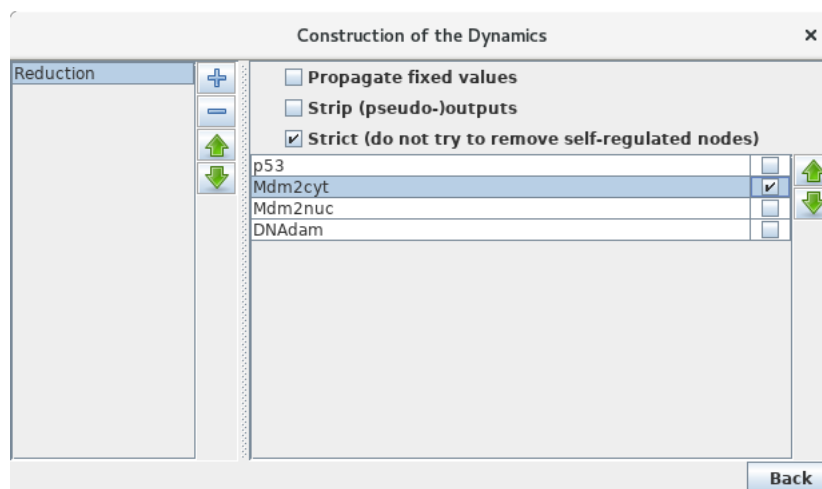 Construction of the Dynamics
Reduction
Propagate fixed values
Strip (pseudo-)outputs
Strict (do not try to remove self-regulated nodes)
p53
Mdm2cyt
Mdm2nuc
DNAdam
Back